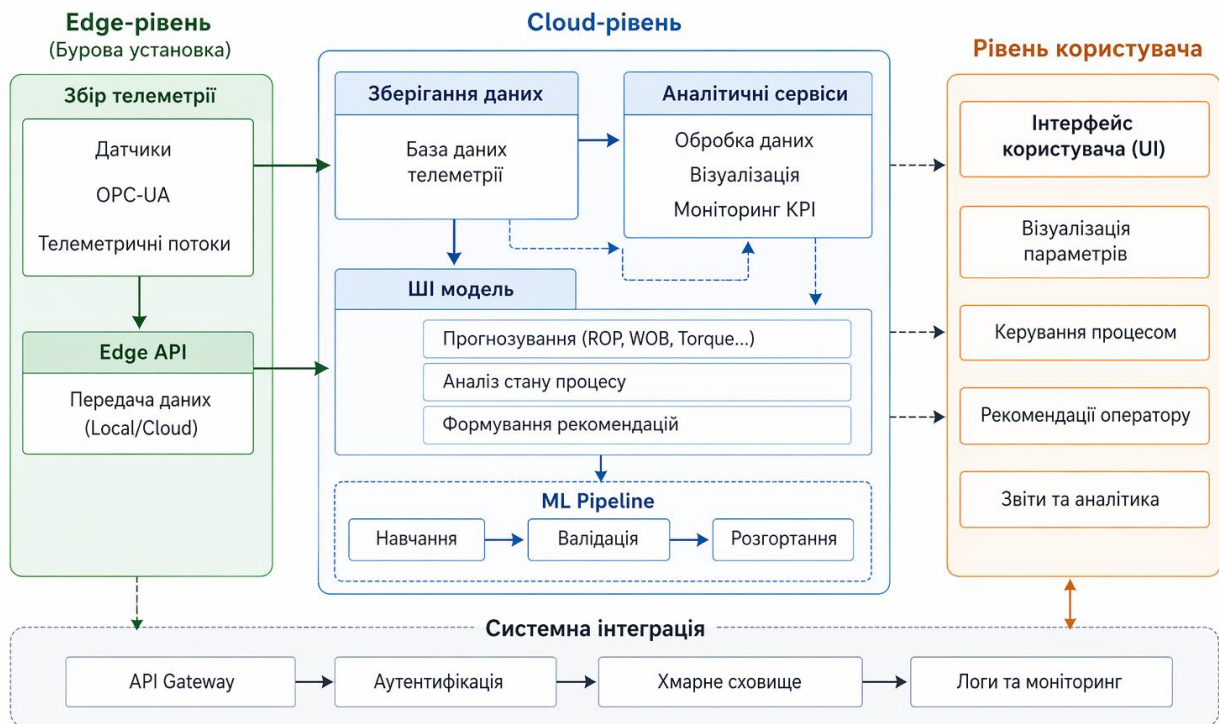 Edge-рівень
(Бурова установка)
Збір телеметрії
Датчики
OPC-UA
Телеметричні потоки
Edge API
Передача даних
(Local/Cloud)
Cloud-рівень
Зберігання даних
База даних
телеметрії
Аналітичні сервіси
Обробка даних
Візуалізація
Моніторинг KPI
ШІ модель
Прогнозування (ROP, WOB, Torque...)
Аналіз стану процесу
Формування рекомендацій
ML Pipeline
Навчання
Валідація
Розгортання
Рівень користувача
Інтерфейс
користувача (UI)
Візуалізація
параметрів
Керування процесом
Рекомендації оператору
Звіти та аналітика
Системна інтеграція
API Gateway
Аутентифікація
Хмарне сховище
Логи та моніторинг